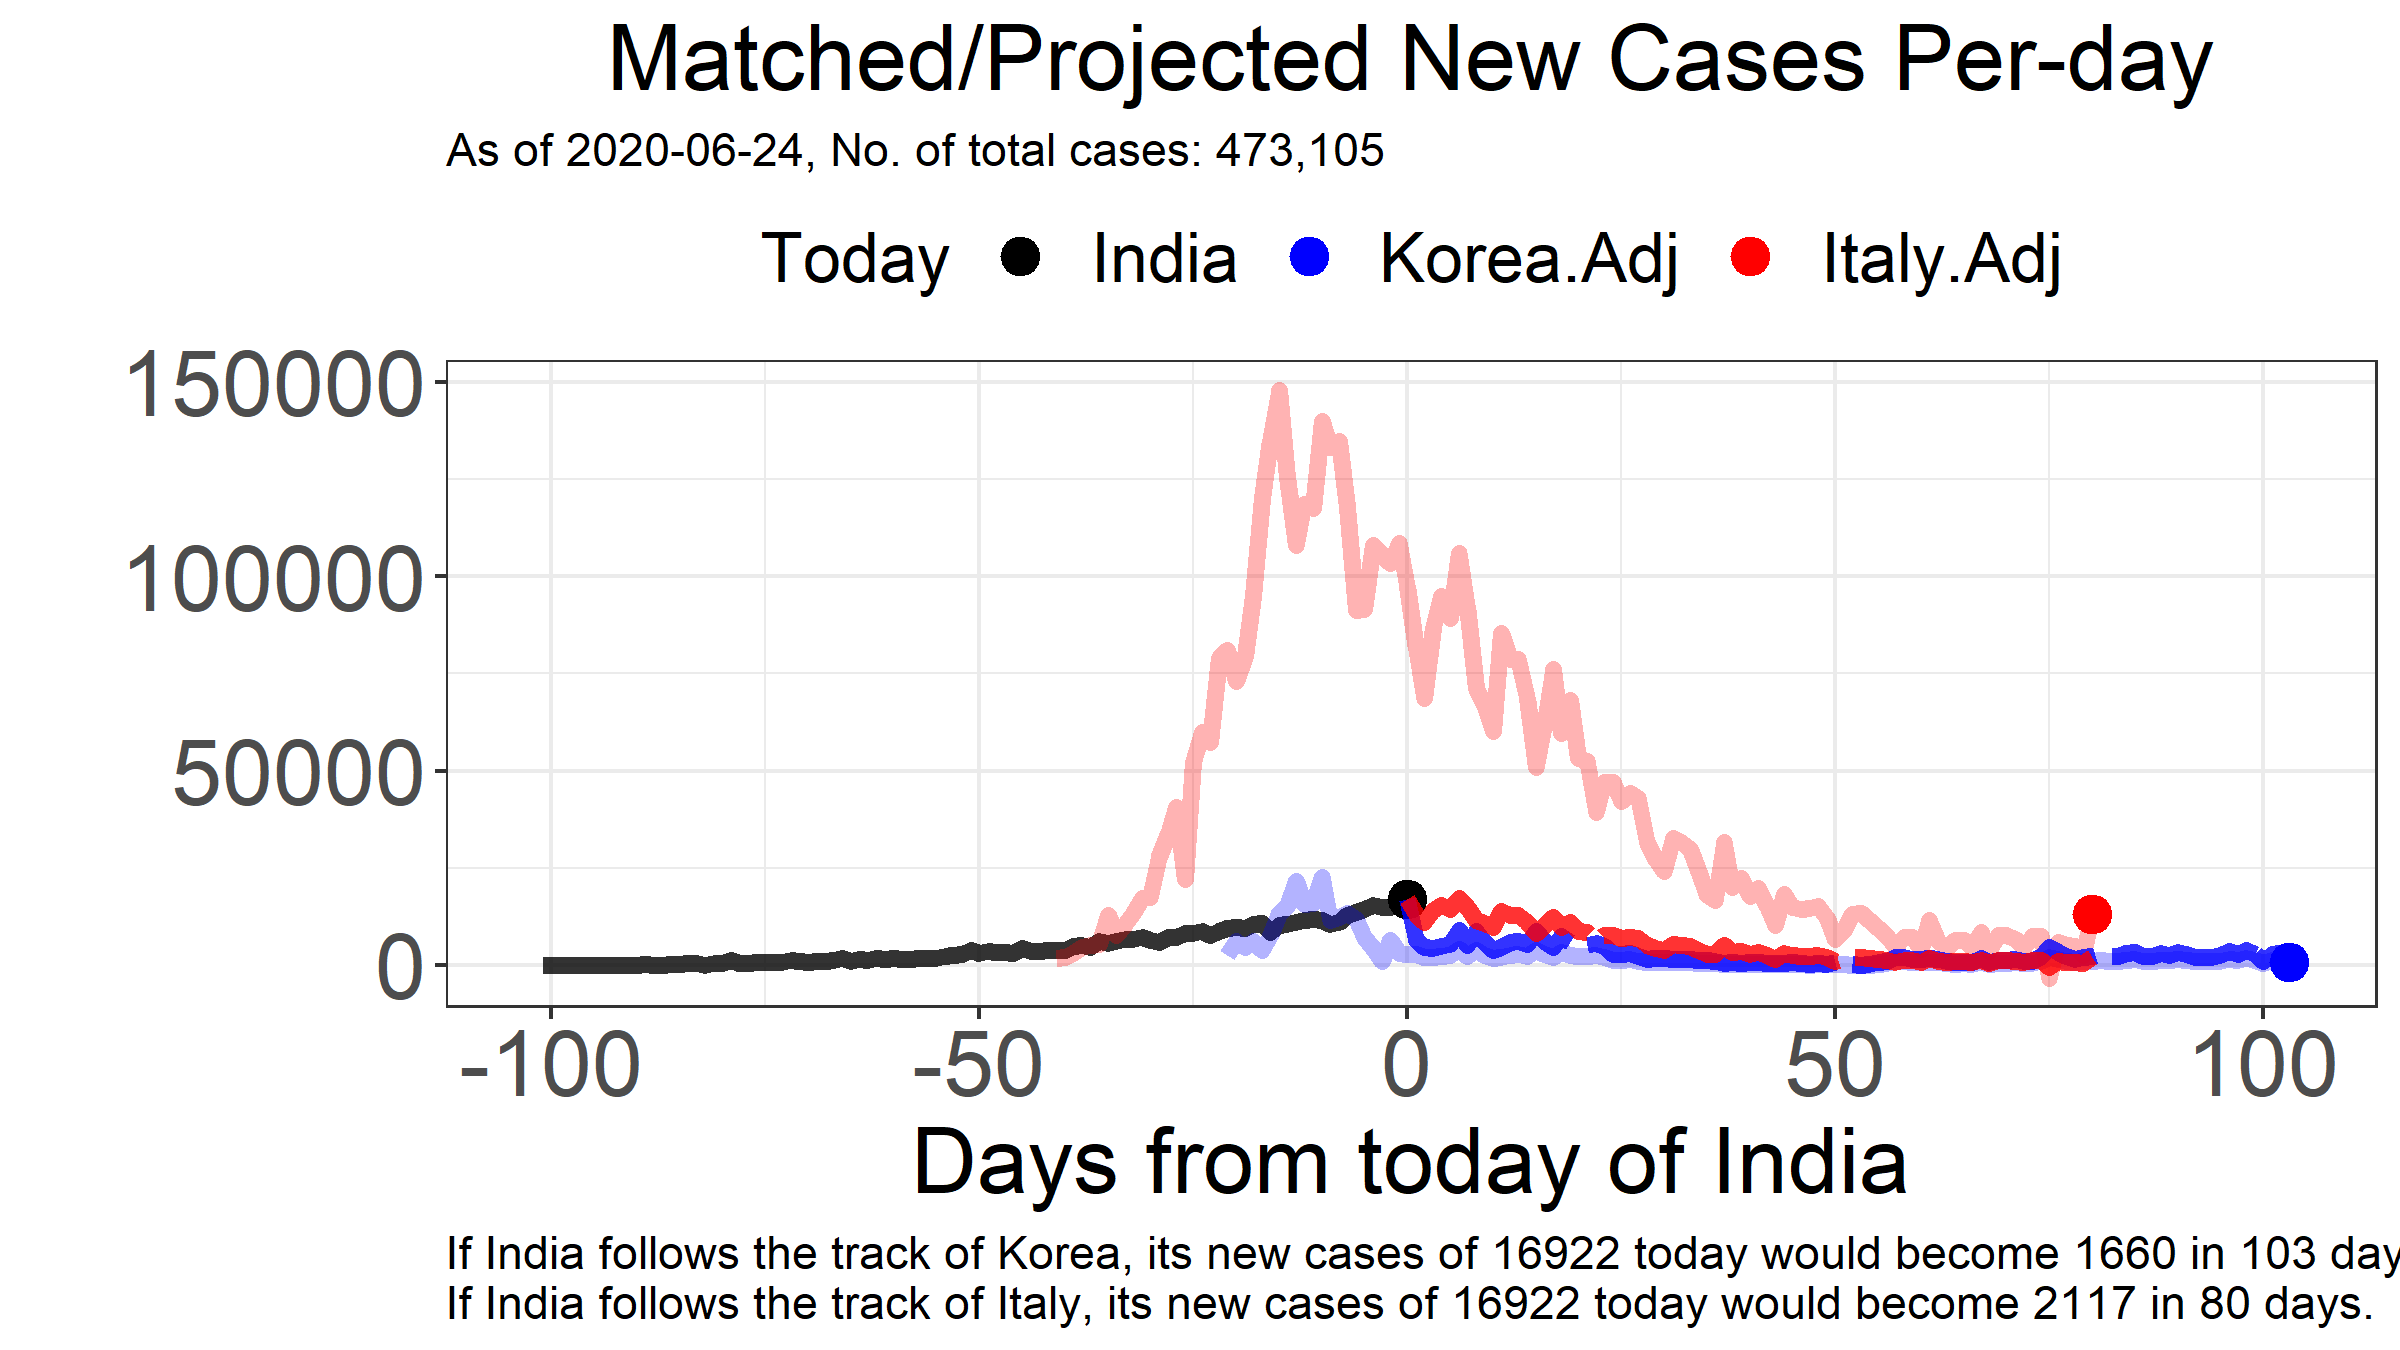 Matched/Projected New Cases Per-day
As of 2020-06-24, No. of total cases: 473,105
Today India Korea.Adj Italy.Adj
150000
100000
50000
0
-100 -50 0 50 100
Days from today of India
If India follows the track of Korea, its new cases of 16922 today would become 1660 in 103 day
If India follows the track of Italy, its new cases of 16922 today would become 2117 in 80 days.